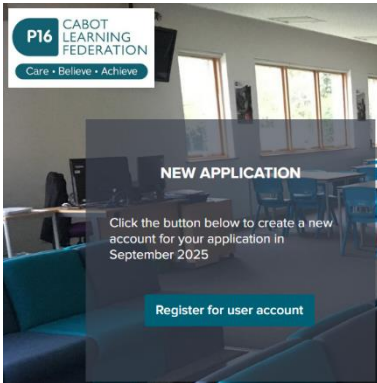 P16
CABOT
LEARNING
FEDERATION
Care • Believe • Achieve
NEW APPLICATION
Click the button below to create a new
account for your application in
September 2025
Register for user account